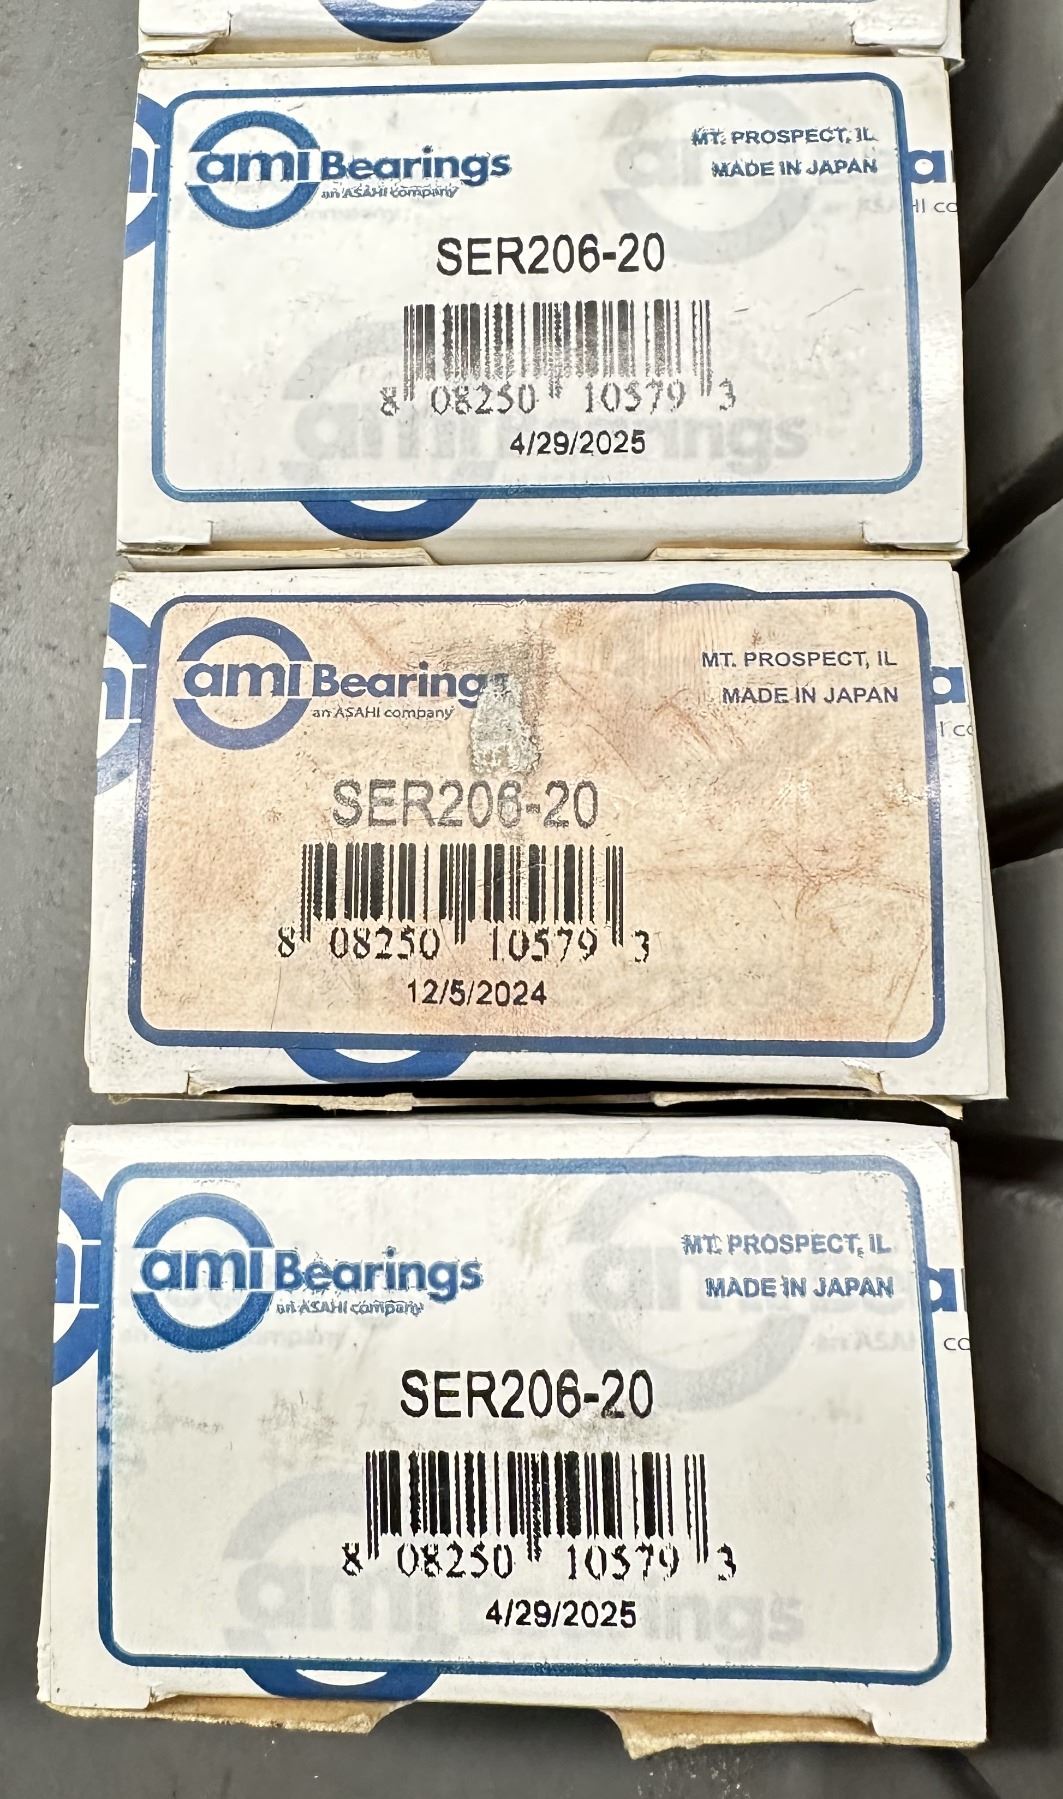 ami Bearings
an ASAHI company
MT. PROSPECT, IL
MADE IN JAPAN
SER206-20
8 08250 10579 3
4/29/2025
ami Bearings
an ASAHI company
MT. PROSPECT, IL
MADE IN JAPAN
SER206-20
8 08250 10579 3
12/5/2024
ami Bearings
an ASAHI company
MT. PROSPECT, IL
MADE IN JAPAN
SER206-20
8 08250 10579 3
4/29/2025